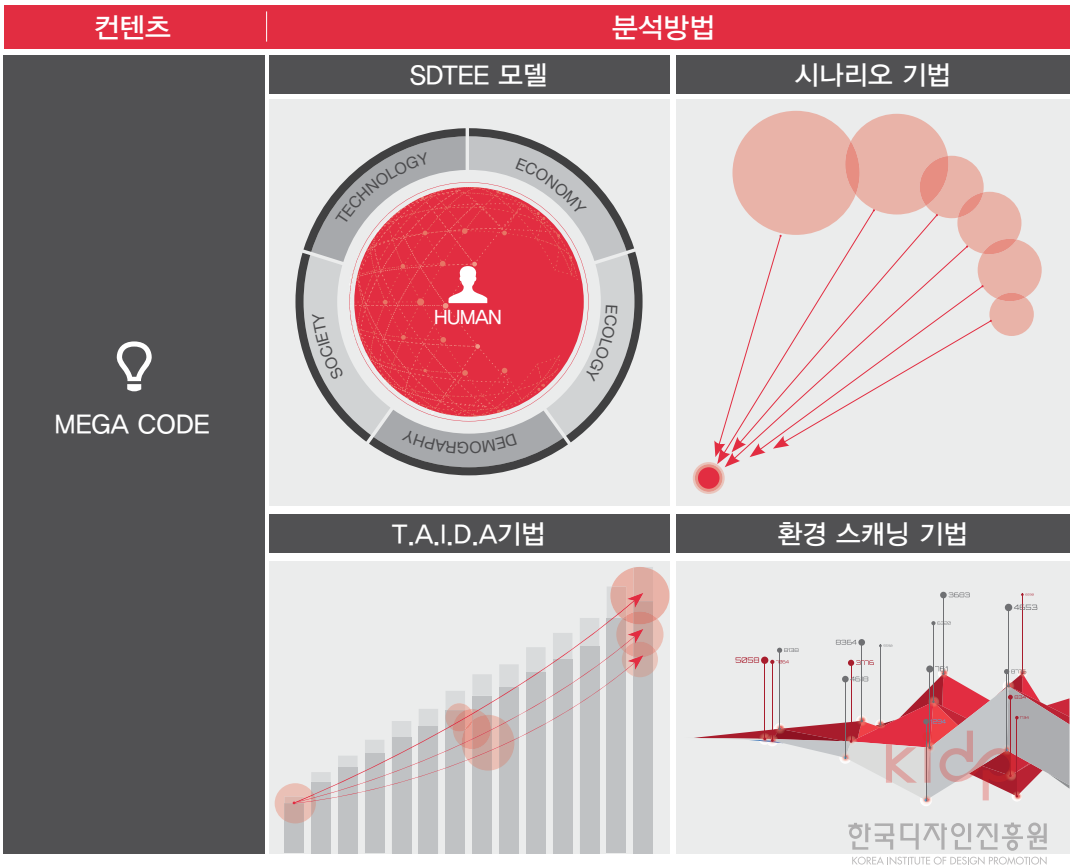 컨텐츠
분석방법
SDTEE 모델
시나리오 기법
MEGA CODE
TECHNOLOGY
ECONOMY
ECOLOGY
DEMOGRAPHY
SOCIETY
HUMAN
T.A.I.D.A기법
환경 스캐닝 기법
3683
4653
8364
5058
3776
4618
761
kidp
한국디자인진흥원
KOREA INSTITUTE OF DESIGN PROMOTION